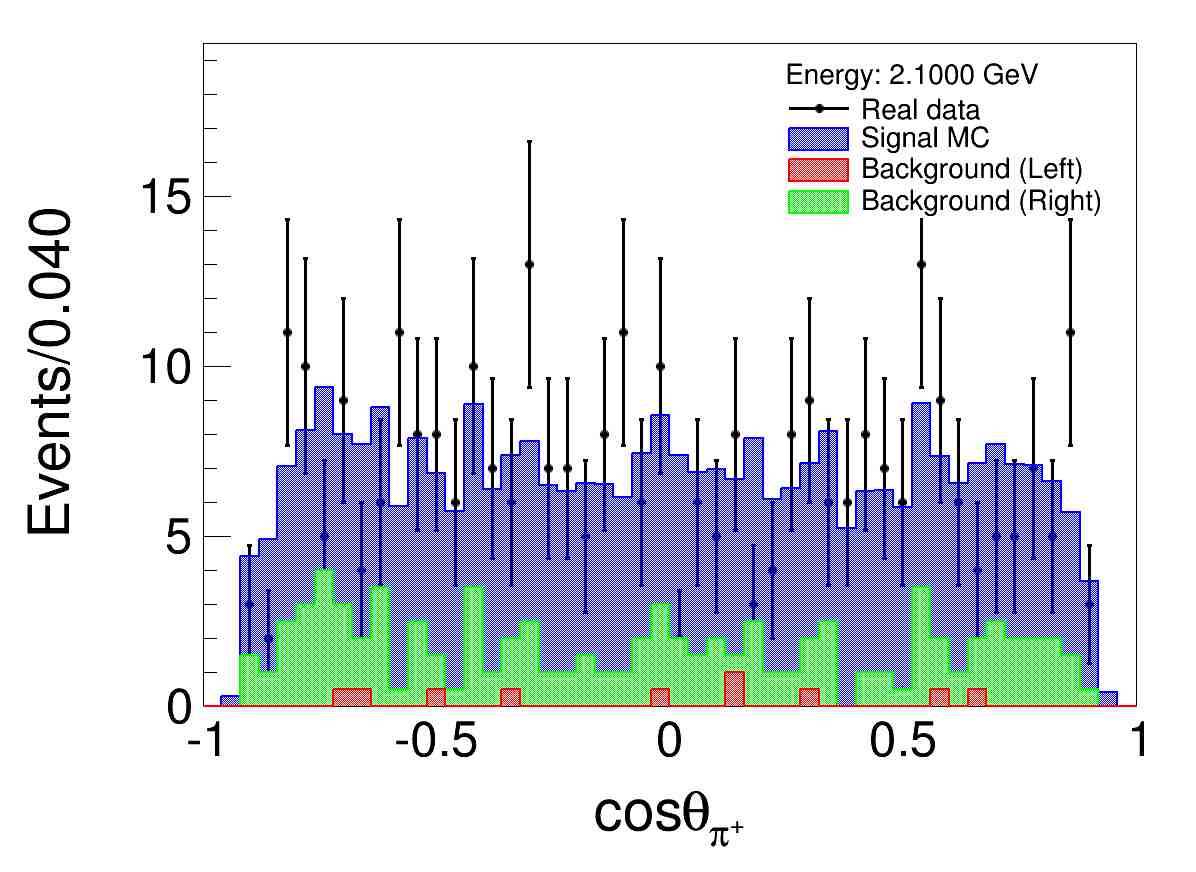 Energy: 2.1000 GeV
Real data
Signal MC
Background (Left)
Background (Right)
Events/0.040
15
10
5
0
-1
-0.5
0
0.5
1
cosθπ+